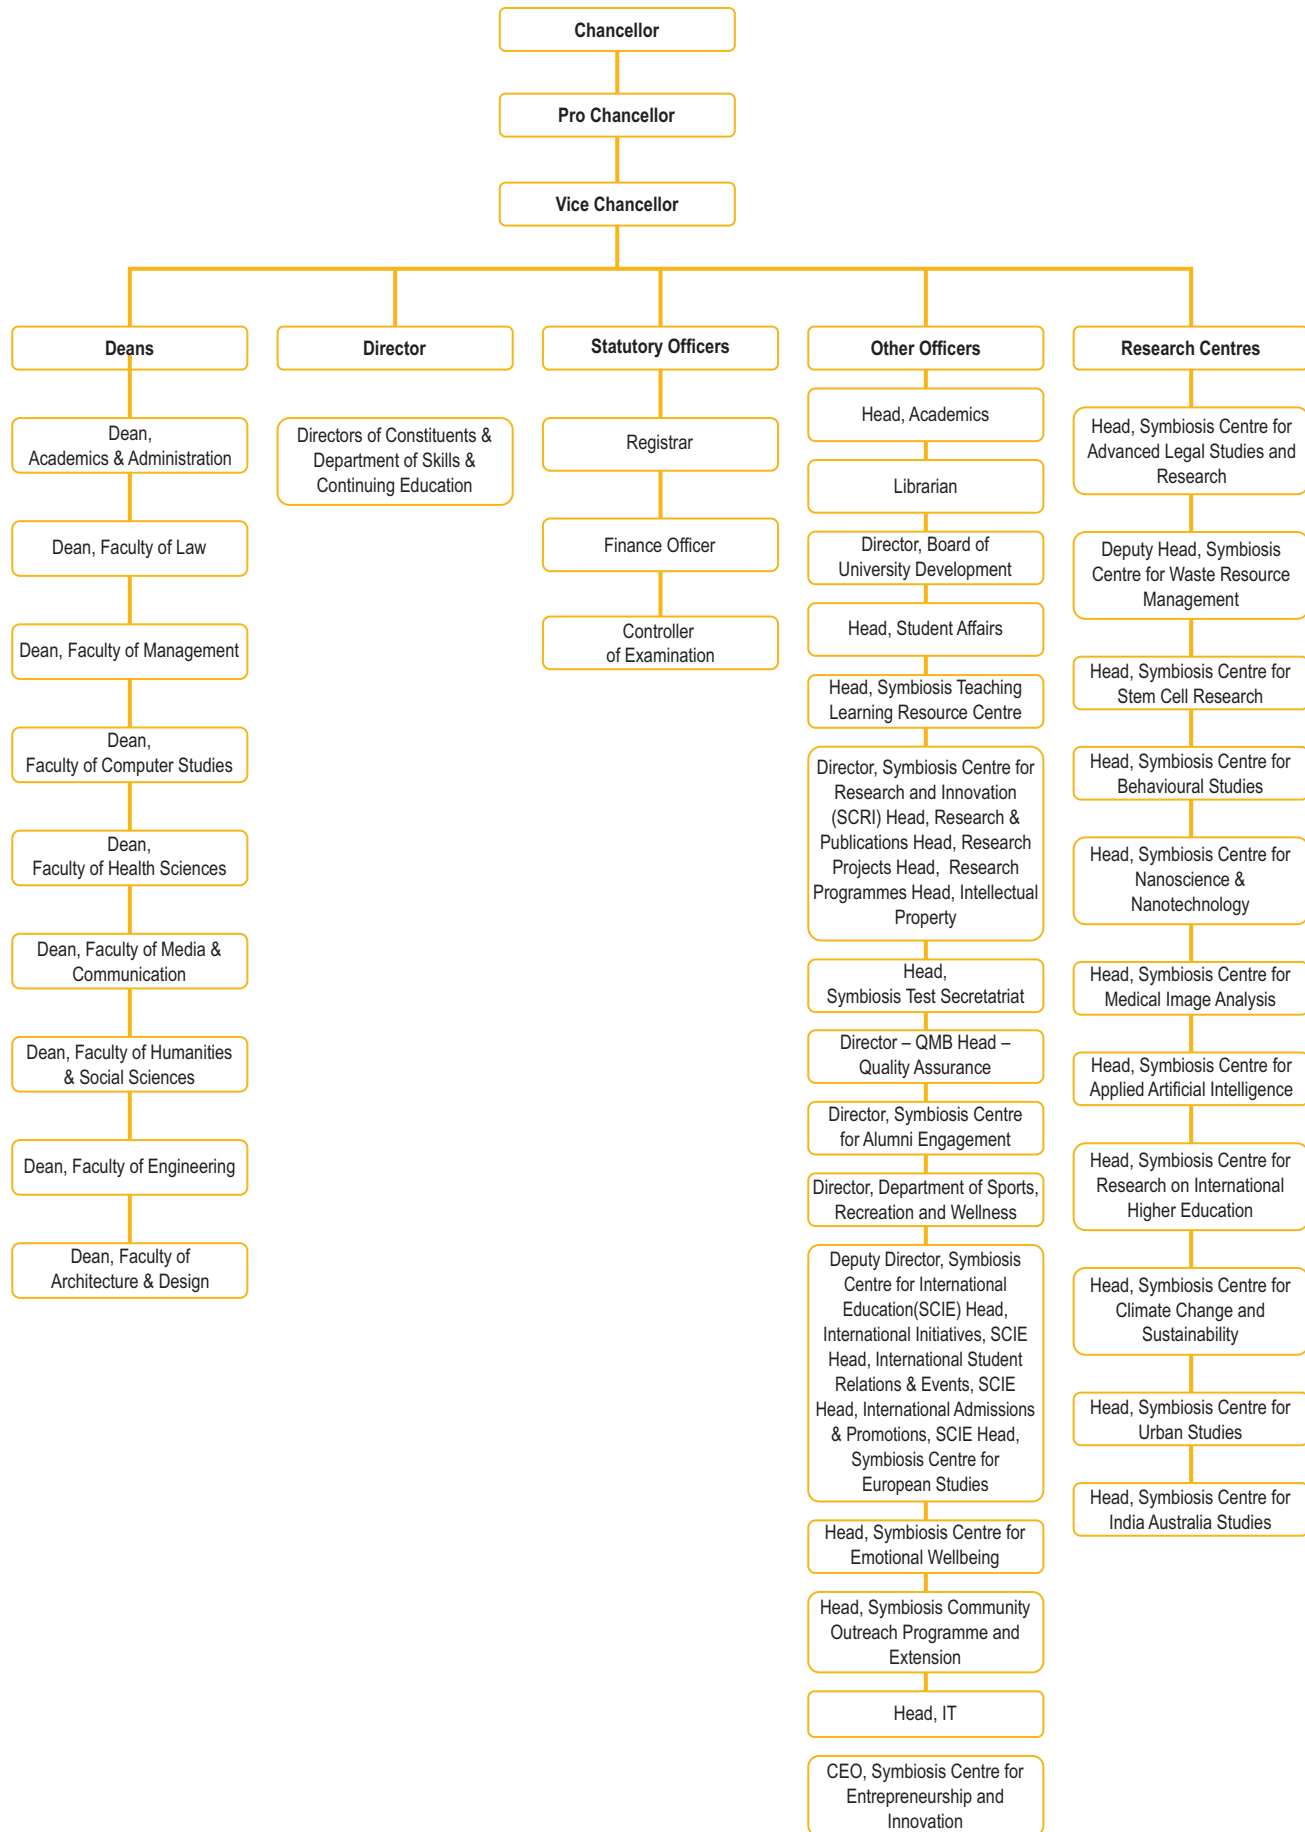 Chancellor
Pro Chancellor
Vice Chancellor
Deans
Dean,
Academics & Administration
Dean, Faculty of Law
Dean, Faculty of Management
Dean,
Faculty of Computer Studies
Dean,
Faculty of Health Sciences
Dean, Faculty of Media &
Communication
Dean, Faculty of Humanities
& Social Sciences
Dean, Faculty of Engineering
Dean, Faculty of
Architecture & Design
Director
Directors of Constituents &
Department of Skills &
Continuing Education
Statutory Officers
Registrar
Finance Officer
Controller
of Examination
Other Officers
Head, Academics
Librarian
Director, Board of
University Development
Head, Student Affairs
Head, Symbiosis Teaching
Learning Resource Centre
Director, Symbiosis Centre for
Research and Innovation
(SCRI) Head, Research &
Publications Head, Research
Projects Head, Research
Programmes Head, Intellectual
Property
Head,
Symbiosis Test Secretatriat
Director – QMB Head –
Quality Assurance
Director, Symbiosis Centre
for Alumni Engagement
Director, Department of Sports,
Recreation and Wellness
Deputy Director, Symbiosis
Centre for International
Education(SCIE) Head,
International Initiatives, SCIE
Head, International Student
Relations & Events, SCIE
Head, International Admissions
& Promotions, SCIE Head,
Symbiosis Centre for
European Studies
Head, Symbiosis Centre for
Emotional Wellbeing
Head, Symbiosis Community
Outreach Programme and
Extension
Head, IT
CEO, Symbiosis Centre for
Entrepreneurship and
Innovation
Research Centres
Head, Symbiosis Centre for
Advanced Legal Studies and
Research
Deputy Head, Symbiosis
Centre for Waste Resource
Management
Head, Symbiosis Centre for
Stem Cell Research
Head, Symbiosis Centre for
Behavioural Studies
Head, Symbiosis Centre for
Nanoscience &
Nanotechnology
Head, Symbiosis Centre for
Medical Image Analysis
Head, Symbiosis Centre for
Applied Artificial Intelligence
Head, Symbiosis Centre for
Research on International
Higher Education
Head, Symbiosis Centre for
Climate Change and
Sustainability
Head, Symbiosis Centre for
Urban Studies
Head, Symbiosis Centre for
India Australia Studies